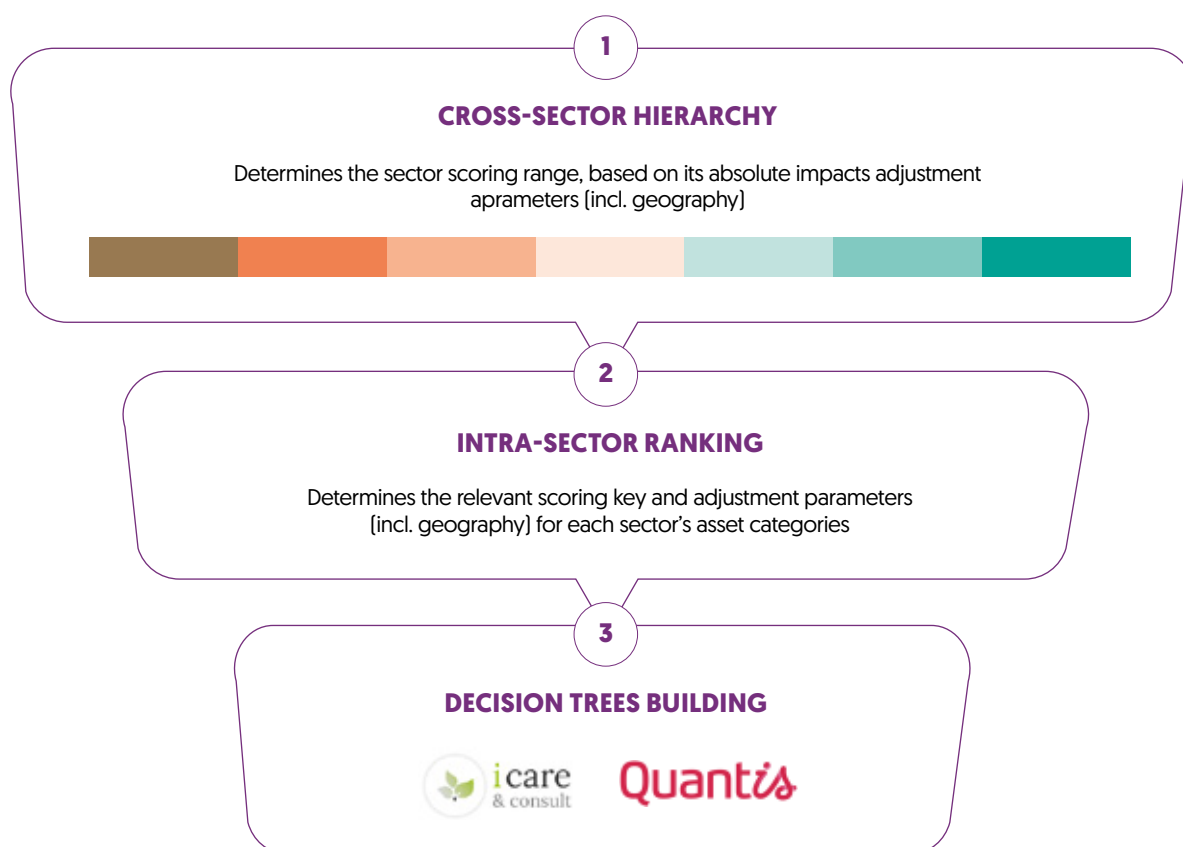 1
CROSS-SECTOR HIERARCHY
Determines the sector scoring range, based on its absolute impacts adjustment
aprameters (incl. geography)
2
INTRA-SECTOR RANKING
Determines the relevant scoring key and adjustment parameters
(incl. geography) for each sector's asset categories
3
DECISION TREES BUILDING
icare
& consult
Quantis